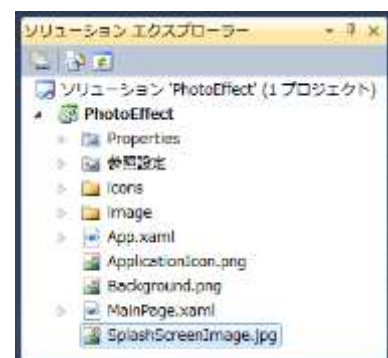 ソリューション エクスプローラー
ソリューション 'PhotoEffect' (1 プロジェクト)
PhotoEffect
Properties
参照設定
Icons
Image
App.xaml
ApplicationIcon.png
Background.png
MainPage.xaml
SplashScreenImage.jpg